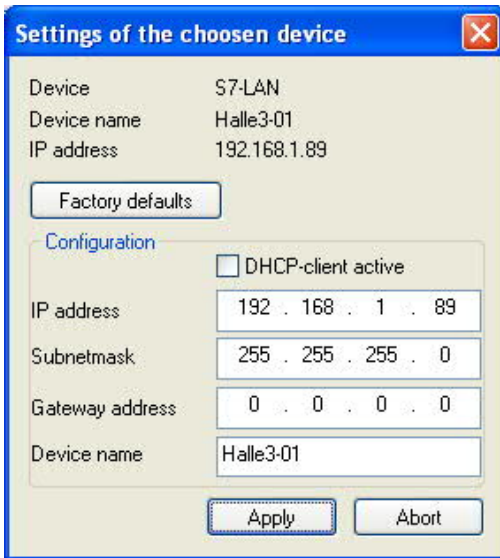 Settings of the choosen device
Device S7-LAN
Device name Halle3-01
IP address 192.168.1.89
Factory defaults
Configuration
DHCP-client active
IP address 192 . 168 . 1 . 89
Subnetmask 255 . 255 . 255 . 0
Gateway address 0 . 0 . 0 . 0
Device name Halle3-01
Apply Abort